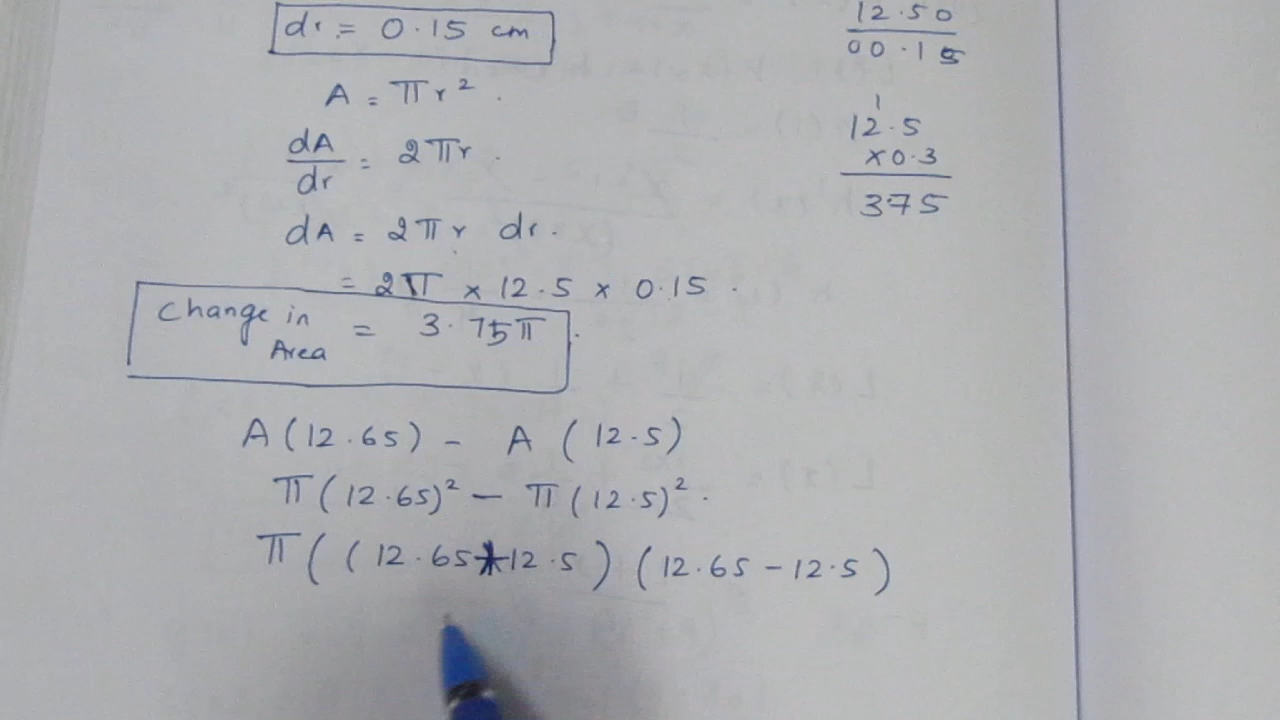 dr = 0.15 cm
A = πr².
dA/dr = 2πr.
dA = 2πr dr.
= 2π × 12.5 × 0.15.
Change in Area = 3.75π.
A(12.65) - A(12.5)
π(12.65)² - π(12.5)².
π((12.65+12.5)(12.65-12.5)
12.50
00.15
1
12.5
×0.3
3.75